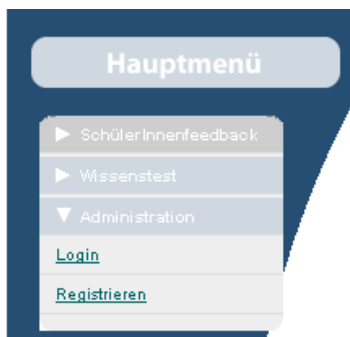 Hauptmenü
SchülerInnenfeedback
Wissenstest
Administration
Login
Registrieren